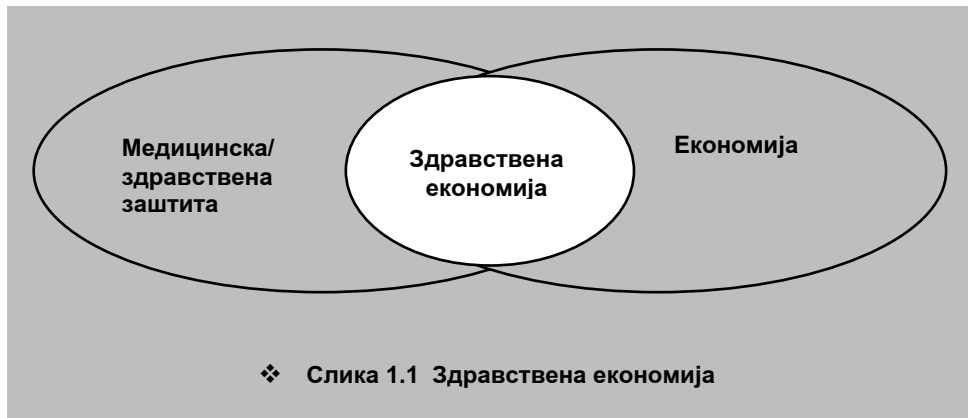 Медицинска/
здравствена
заштита
Здравствена
економија
Економија
❖ Слика 1.1 Здравствена економија